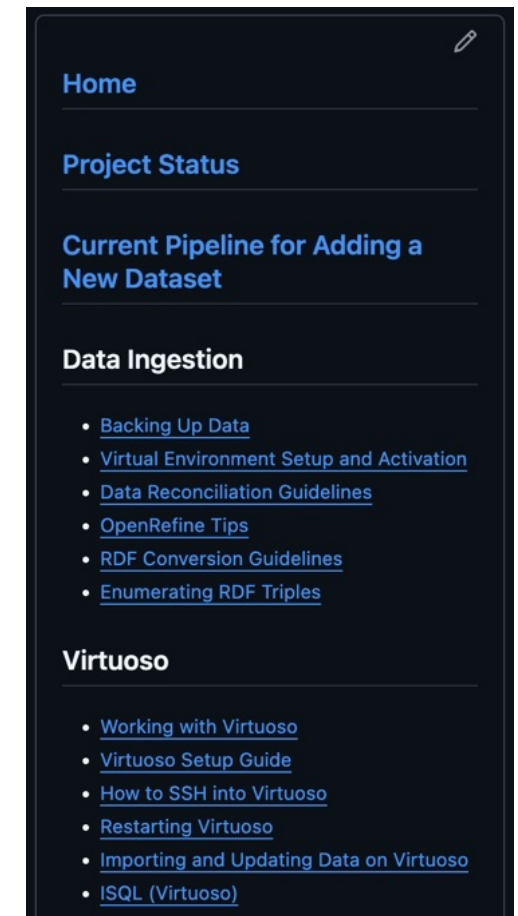 Home
Project Status
Current Pipeline for Adding a
New Dataset
Data Ingestion
Backing Up Data
Virtual Environment Setup and Activation
Data Reconciliation Guidelines
OpenRefine Tips
RDF Conversion Guidelines
Enumerating RDF Triples
Virtuoso
Working with Virtuoso
Virtuoso Setup Guide
How to SSH into Virtuoso
Restarting Virtuoso
Importing and Updating Data on Virtuoso
ISQL (Virtuoso)